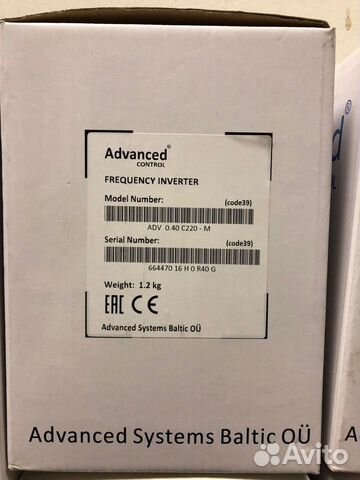 Advanced®
CONTROL
FREQUENCY INVERTER
Model Number: (code39)
ADV 0.40 C220 - M
Serial Number: (code39)
664470 16 H 0 R40 G
Weight: 1.2 kg
EAC CE
Advanced Systems Baltic OÜ
Advanced Systems Baltic OÜ
Avito